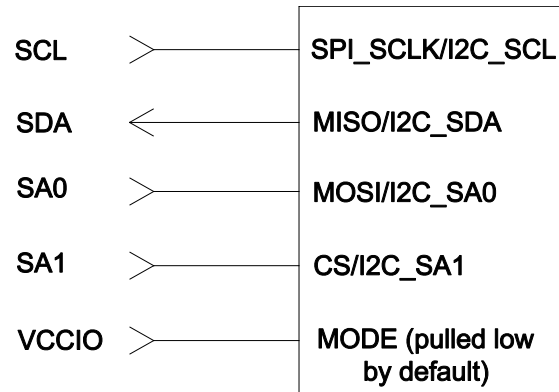 SCL
SPI_SCLK/I2C_SCL
SDA
MISO/I2C_SDA
SA0
MOSI/I2C_SA0
SA1
CS/I2C_SA1
VCCIO
MODE (pulled low
by default)